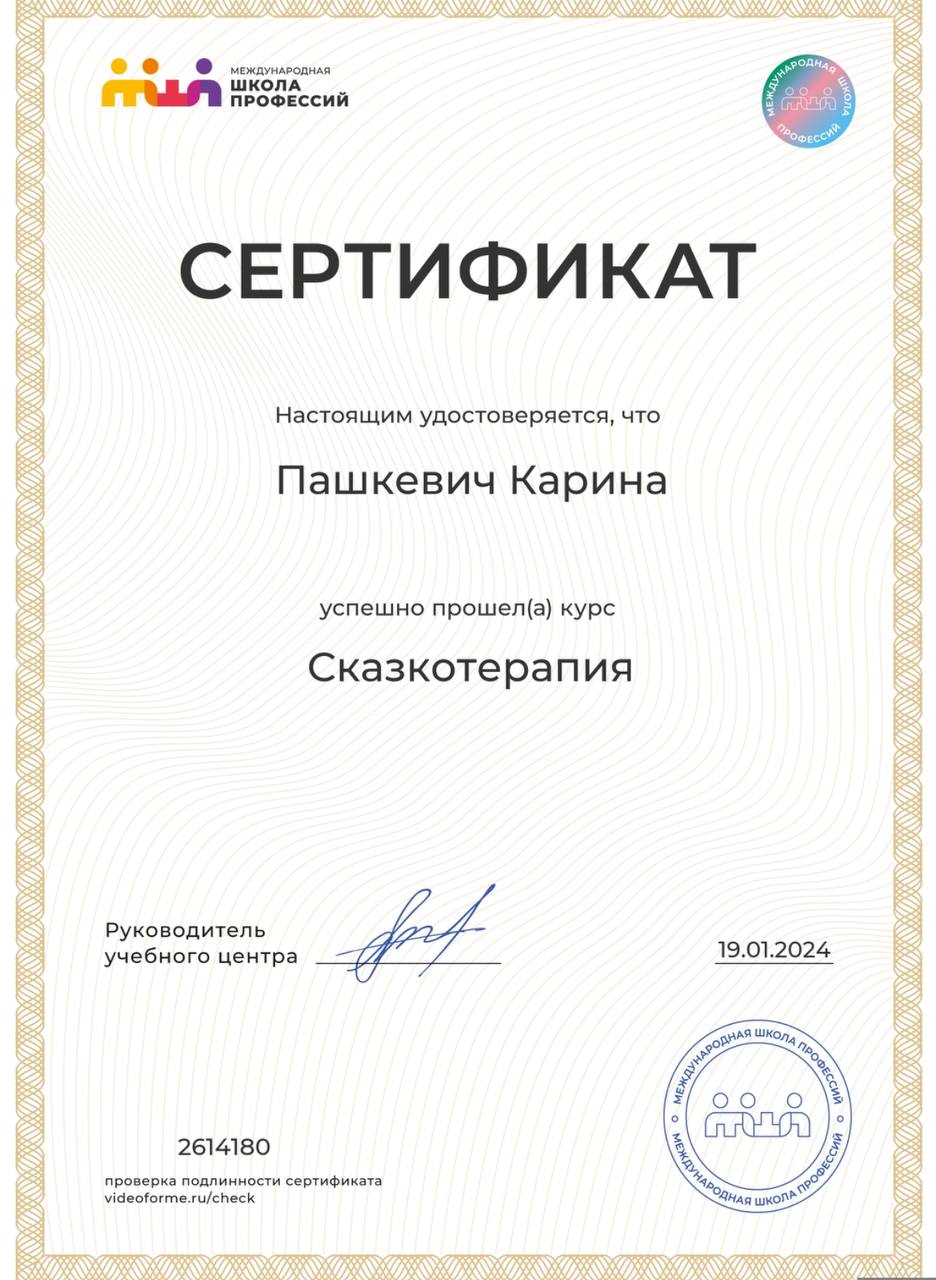 МЕЖДУНАРОДНАЯ
ШКОЛА
ПРОФЕССИЙ
МЕЖДУНАРОДНАЯ ШКОЛА
ПРОФЕССИЙ
СЕРТИФИКАТ
Настоящим удостоверяется, что
Пашкевич Карина
успешно прошел(а) курс
Сказкотерапия
Руководитель
учебного центра
19.01.2024
МЕЖДУНАРОДНАЯ ШКОЛА ПРОФЕССИЙ
МЕЖДУНАРОДНАЯ ШКОЛА ПРОФЕССИЙ
2614180
проверка подлинности сертификата
videoforme.ru/check